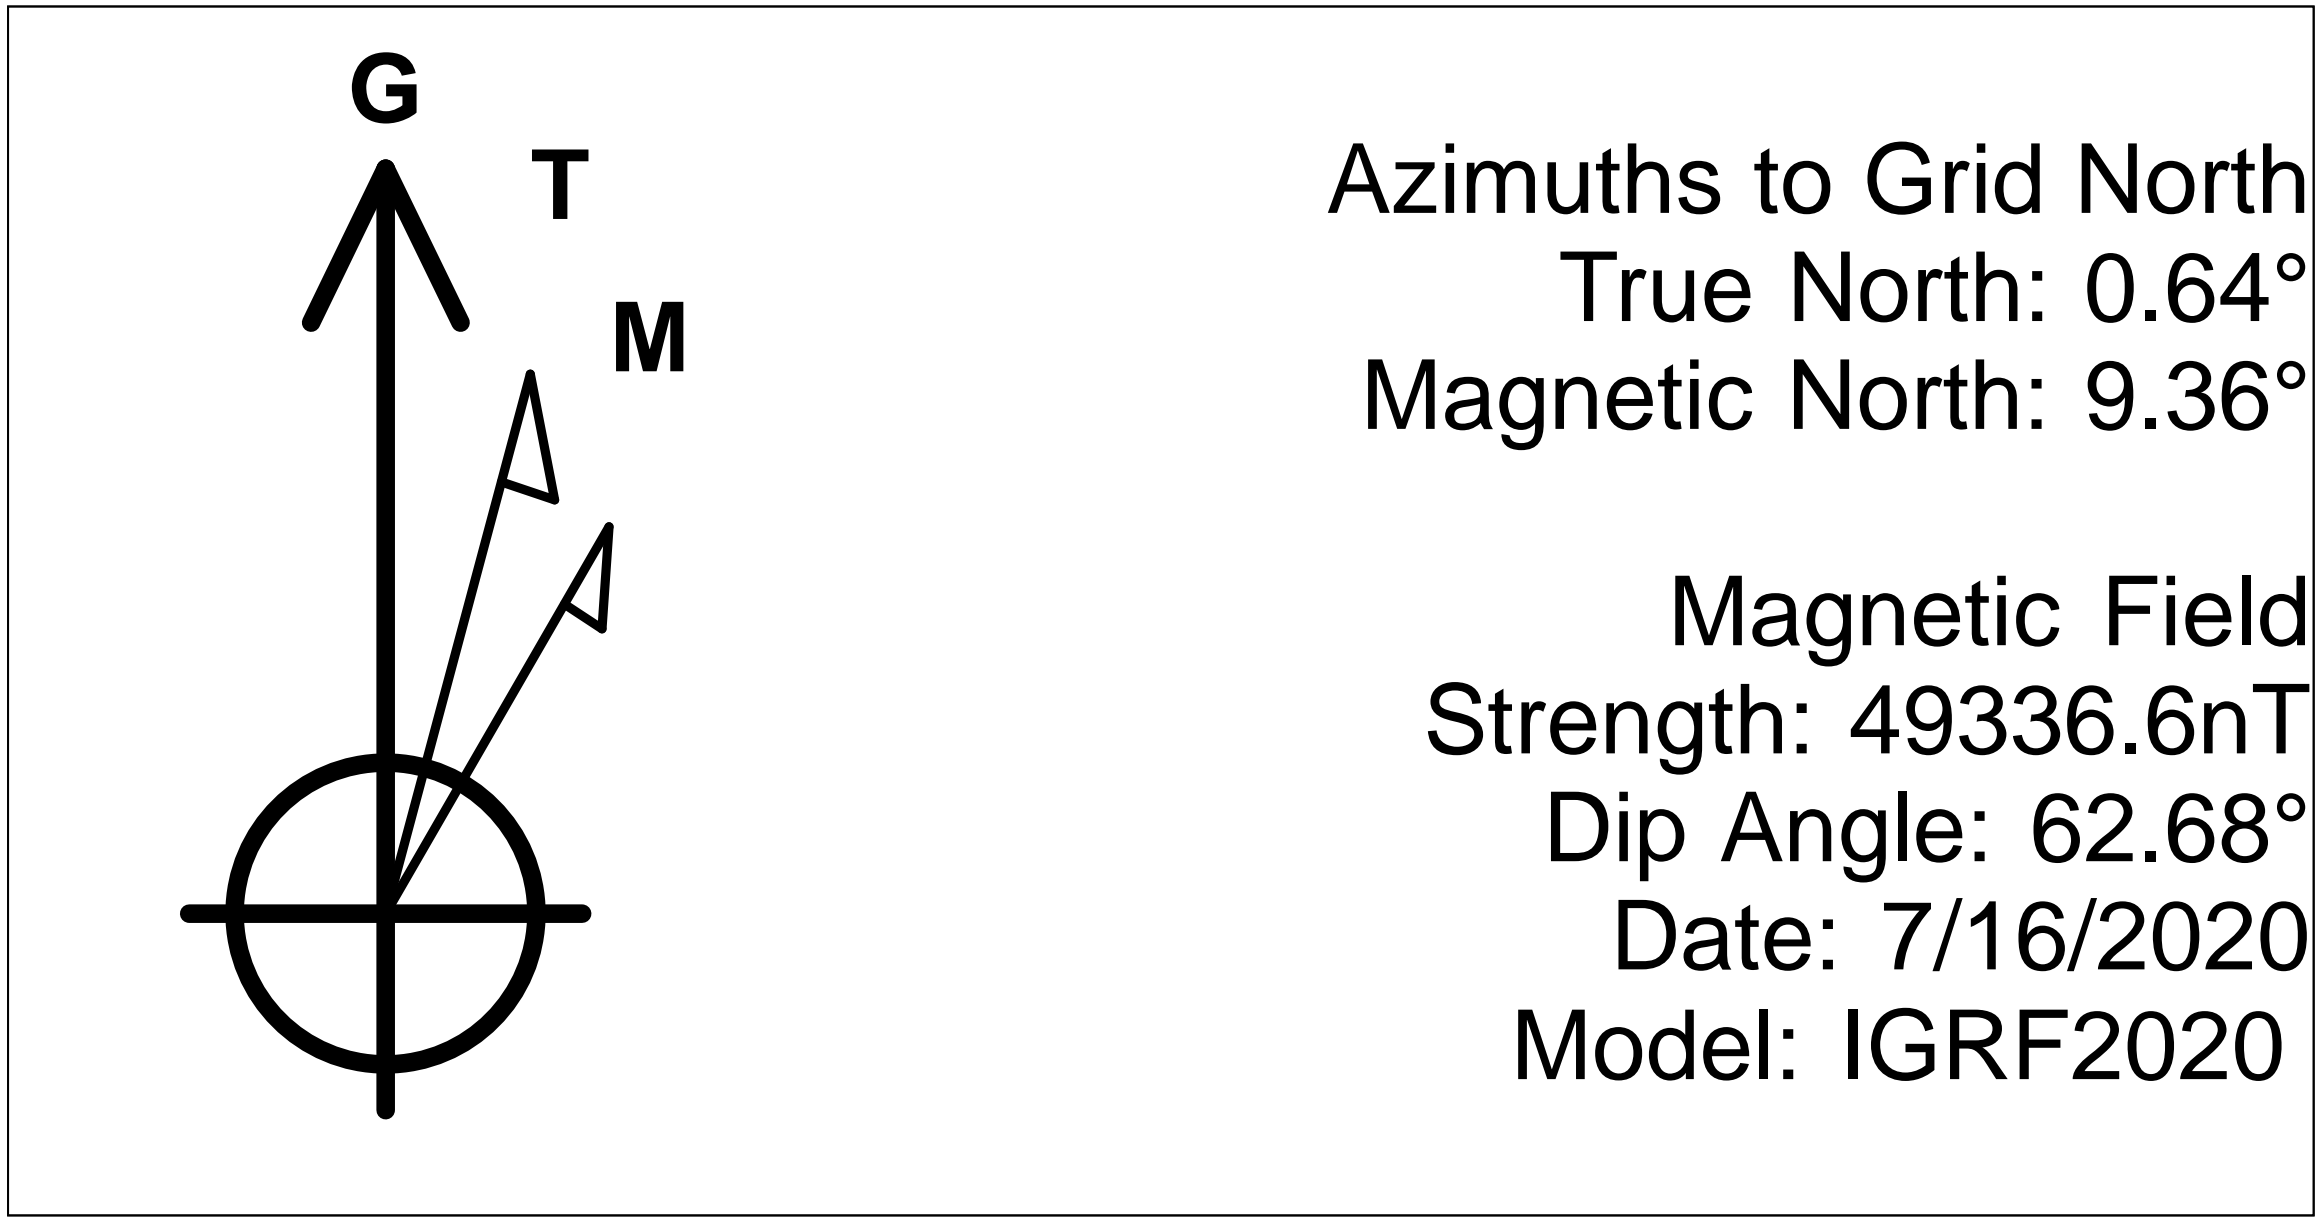 G
T
M
Azimuths to Grid North
True North: 0.64°
Magnetic North: 9.36°
Magnetic Field
Strength: 49336.6nT
Dip Angle: 62.68°
Date: 7/16/2020
Model: IGRF2020